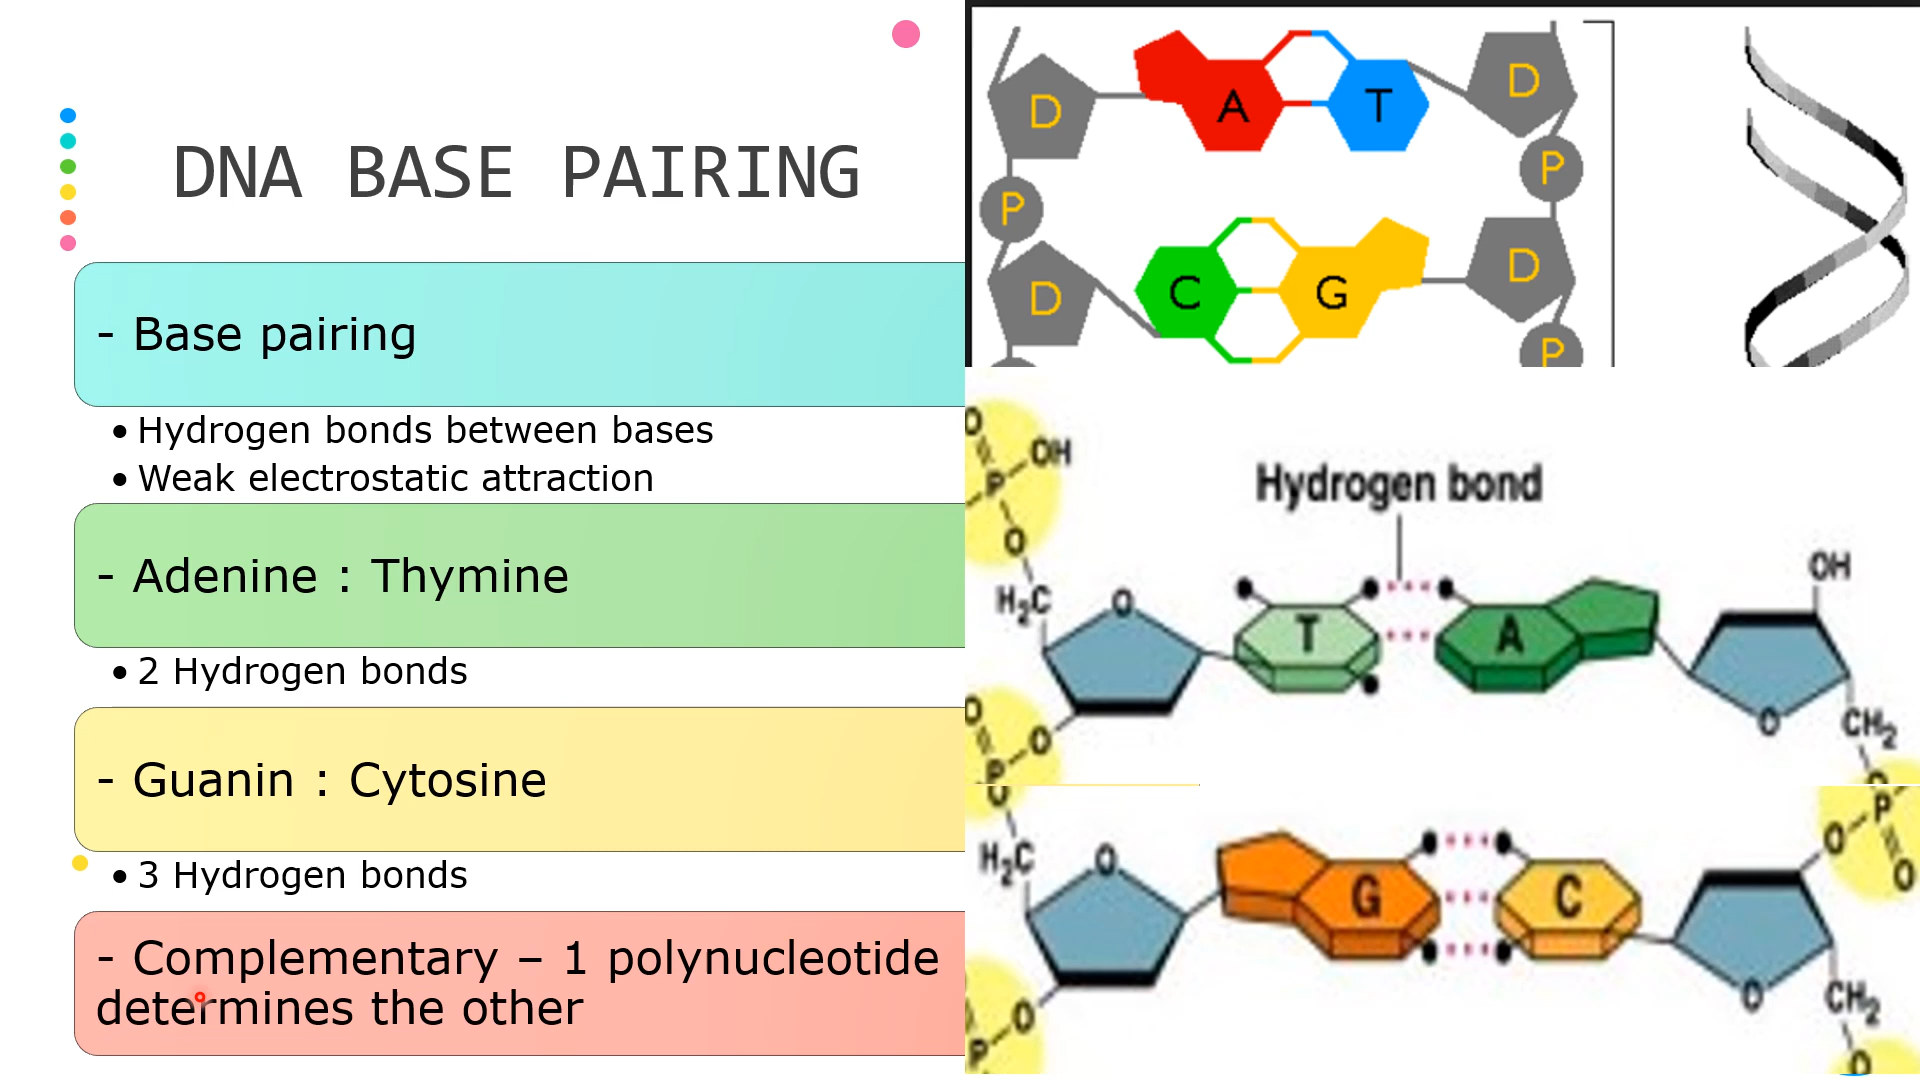 DNA BASE PAIRING
- Base pairing
• Hydrogen bonds between bases
• Weak electrostatic attraction
- Adenine : Thymine
• 2 Hydrogen bonds
- Guanin : Cytosine
• 3 Hydrogen bonds
- Complementary – 1 polynucleotide
determines the other
D A T D
P P
D C G D
P
O
OH
P
Hydrogen bond
O
OH
H₂C O T A
O CH₂
O
O
P O
O P
H₂C O G C O
O
O CH₂
O
P O